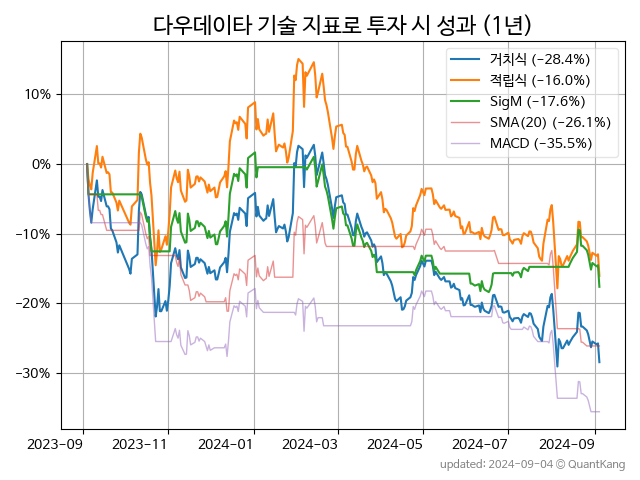 다우데이타 기술 지표로 투자 시 성과 (1년)
거치식 (−28.4%)
적립식 (−16.0%)
SigM (−17.6%)
SMA(20) (−26.1%)
MACD (−35.5%)
10%
0%
−10%
−20%
−30%
2023-09 2023-11 2024-01 2024-03 2024-05 2024-07 2024-09
updated: 2024-09-04 © QuantKang